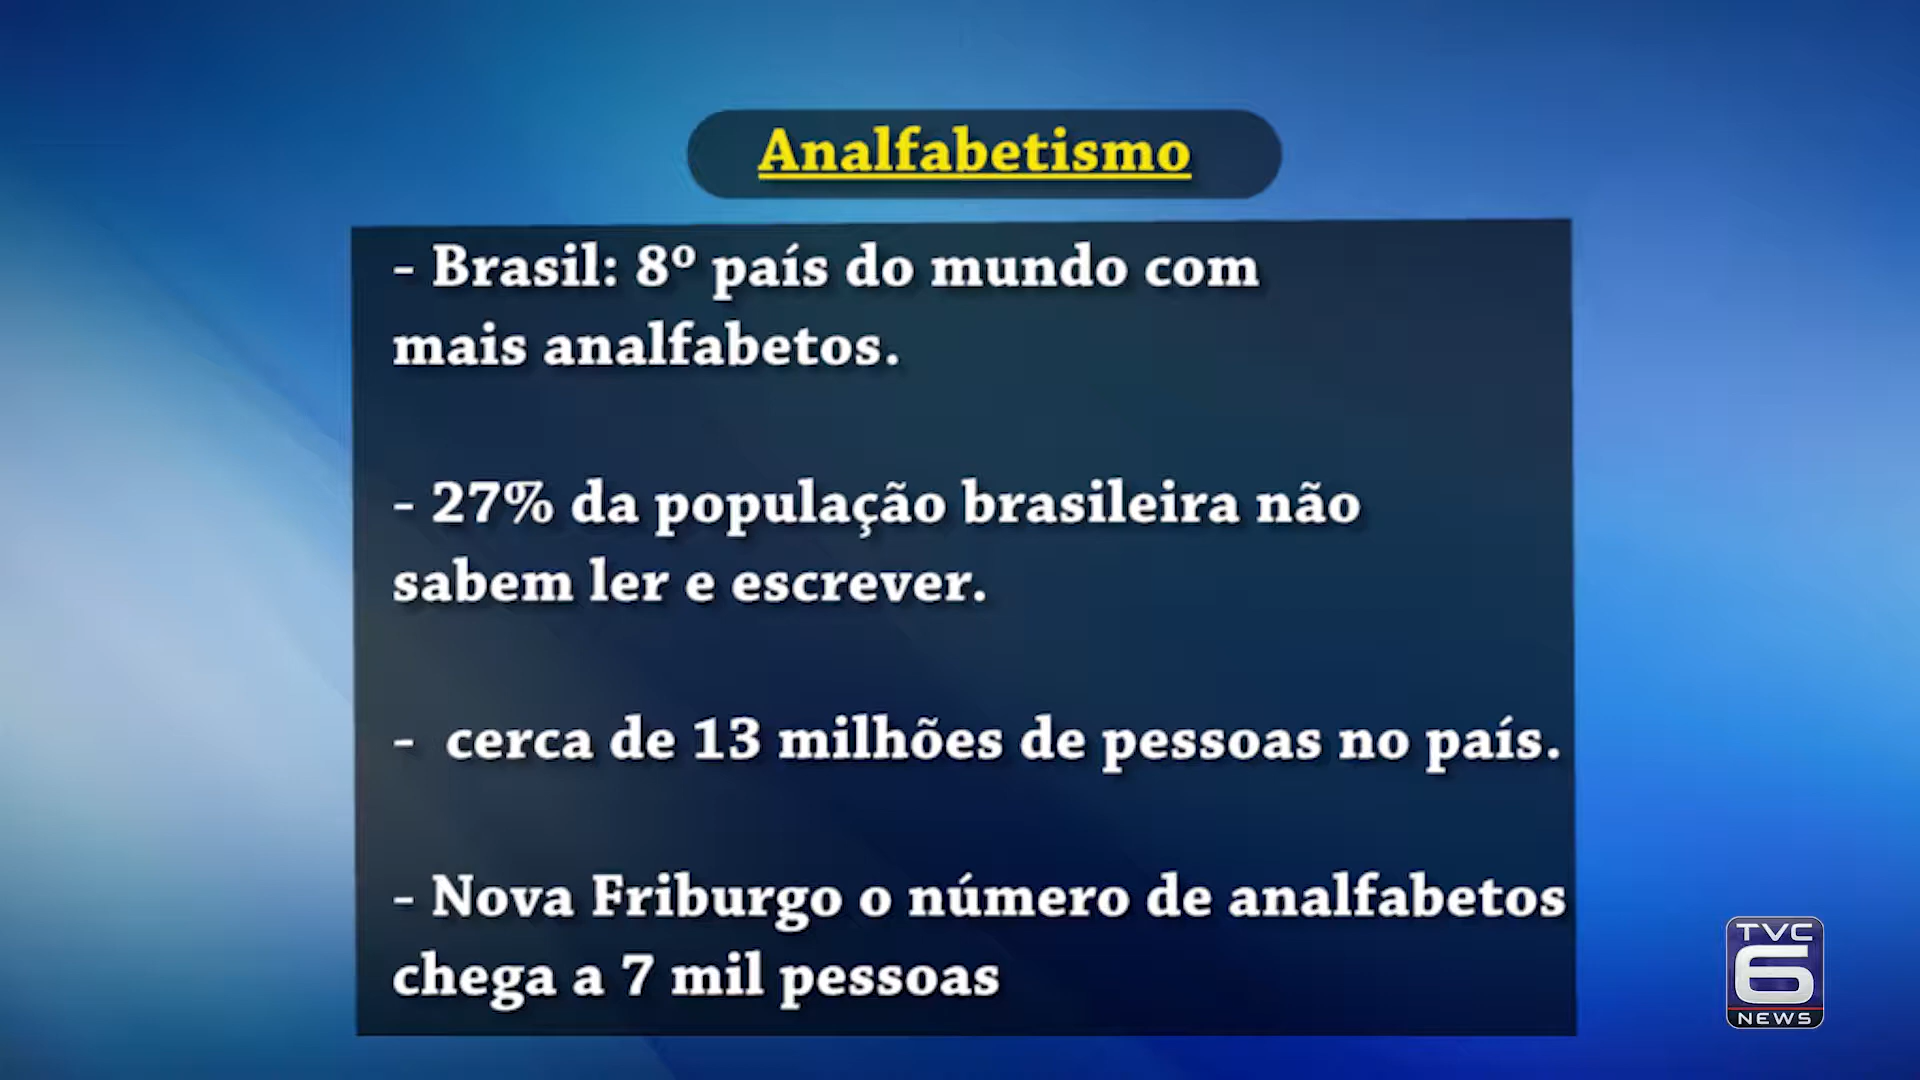 Analfabetismo
- Brasil: 8º país do mundo com
mais analfabetos.
- 27% da população brasileira não
sabem ler e escrever.
- cerca de 13 milhões de pessoas no país.
- Nova Friburgo o número de analfabetos
chega a 7 mil pessoas
TVC
6
NEWS